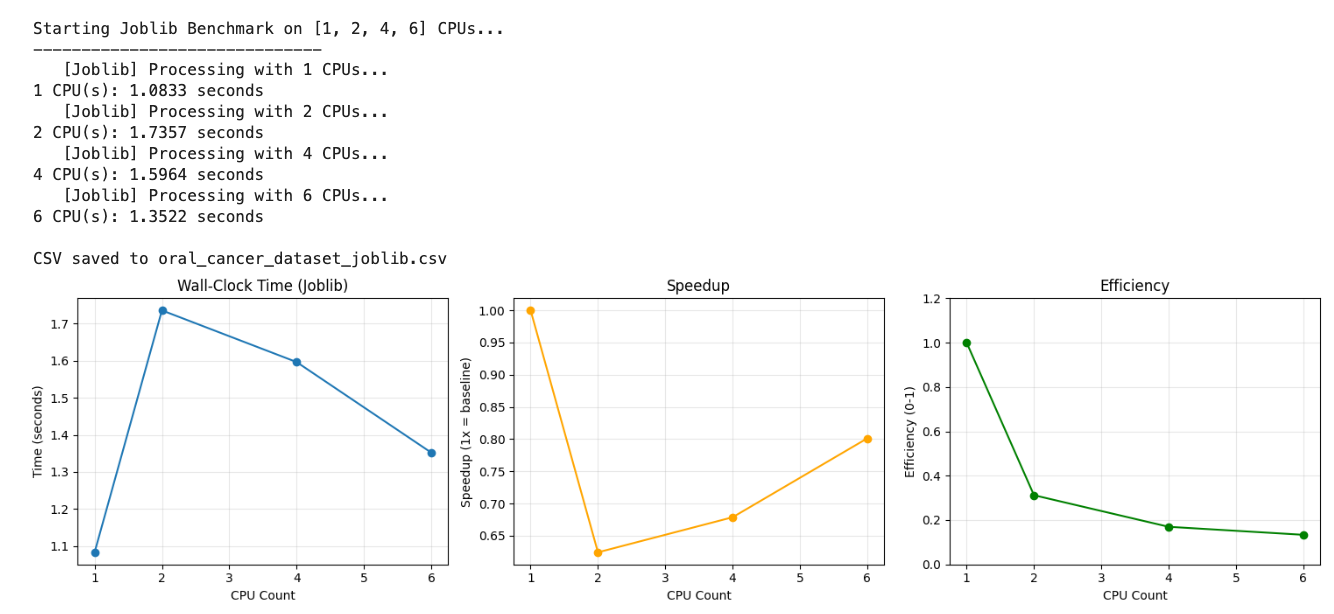 Starting Joblib Benchmark on [1, 2, 4, 6] CPUs...
------------------------------
   [Joblib] Processing with 1 CPUs...
1 CPU(s): 1.0833 seconds
   [Joblib] Processing with 2 CPUs...
2 CPU(s): 1.7357 seconds
   [Joblib] Processing with 4 CPUs...
4 CPU(s): 1.5964 seconds
   [Joblib] Processing with 6 CPUs...
6 CPU(s): 1.3522 seconds
CSV saved to oral_cancer_dataset_joblib.csv
Wall-Clock Time (Joblib)
Time (seconds)
1.7
1.6
1.5
1.4
1.3
1.2
1.1
1 2 3 4 5 6
CPU Count
Speedup
Speedup (1x = baseline)
1.00
0.95
0.90
0.85
0.80
0.75
0.70
0.65
1 2 3 4 5 6
CPU Count
Efficiency
Efficiency (0-1)
1.2
1.0
0.8
0.6
0.4
0.2
0.0
1 2 3 4 5 6
CPU Count